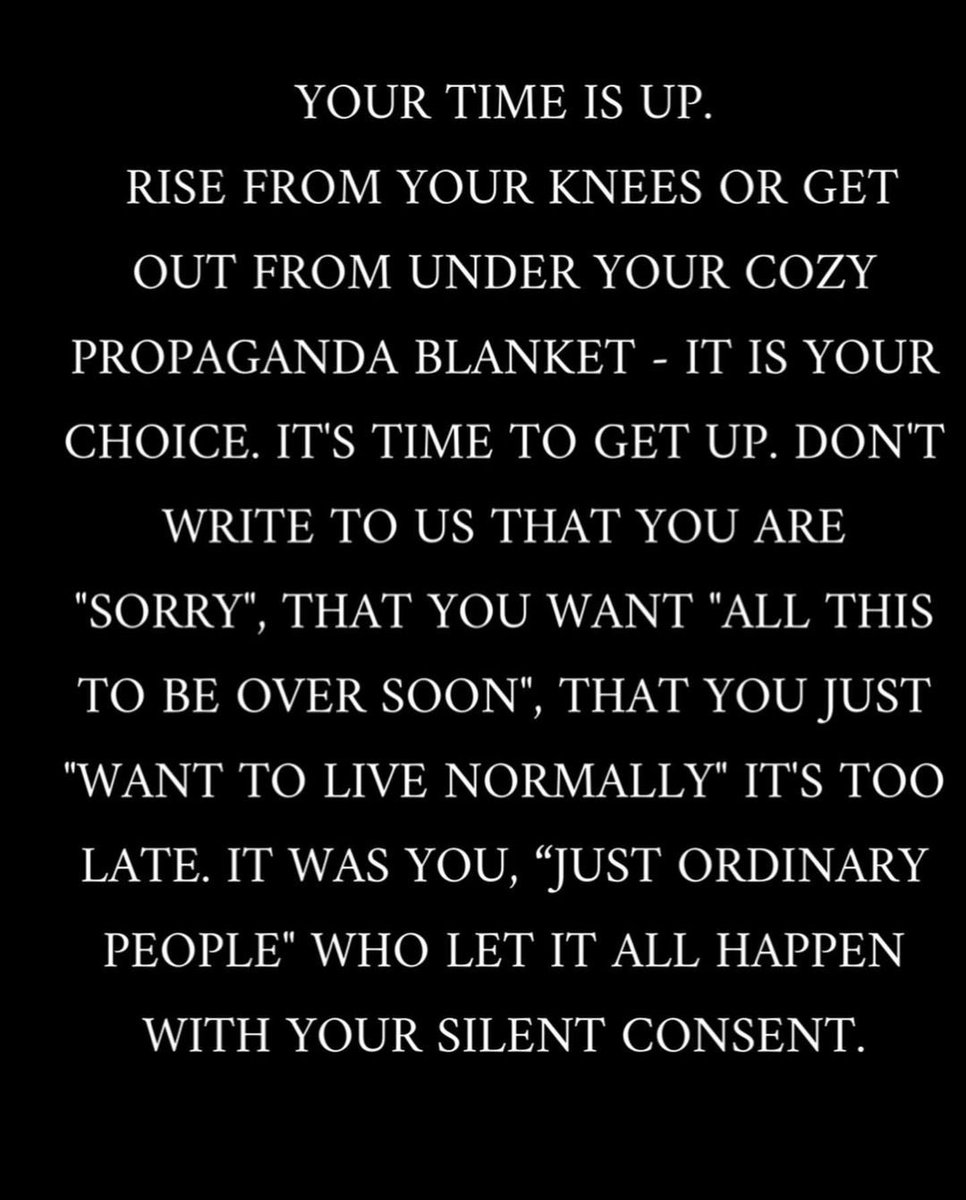 YOUR TIME IS UP.
RISE FROM YOUR KNEES OR GET
OUT FROM UNDER YOUR COZY
PROPAGANDA BLANKET - IT IS YOUR
CHOICE. IT'S TIME TO GET UP. DON'T
WRITE TO US THAT YOU ARE
"SORRY", THAT YOU WANT "ALL THIS
TO BE OVER SOON", THAT YOU JUST
"WANT TO LIVE NORMALLY" IT'S TOO
LATE. IT WAS YOU, “JUST ORDINARY
PEOPLE" WHO LET IT ALL HAPPEN
WITH YOUR SILENT CONSENT.